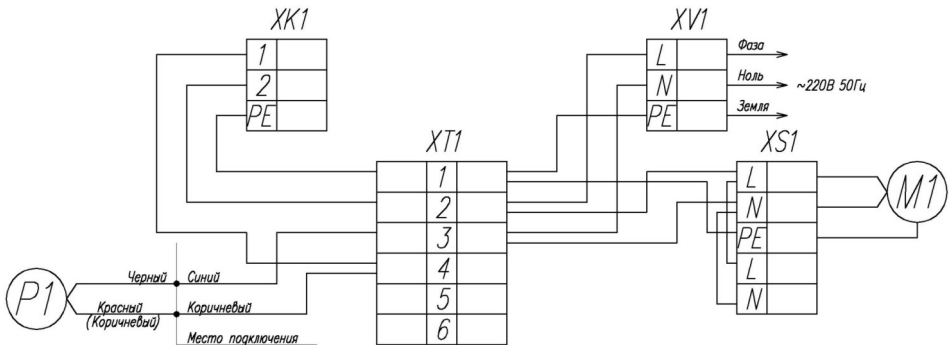 XK1
1
2
PE
XV1
L
N
PE
Фаза
Ноль
Земля
~220В 50Гц
XT1
1
2
3
4
5
6
XS1
L
N
PE
L
N
M1
P1
Черный
Синий
Красный
(Коричневый)
Коричневый
Место подключения